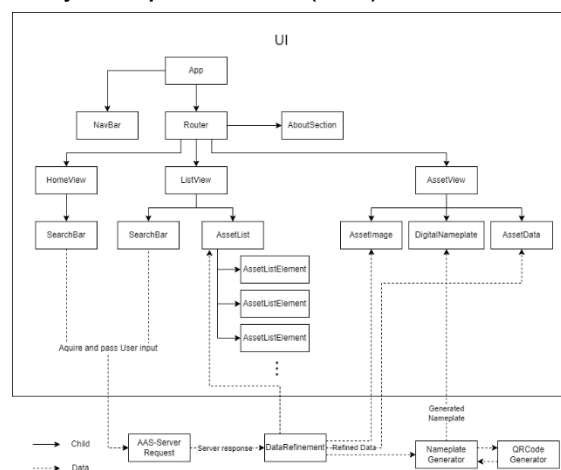 UI
App
NavBar
Router
AboutSection
HomeView
ListView
AssetView
SearchBar
SearchBar
AssetList
AssetImage
DigitalNameplate
AssetData
AssetListElement
AssetListElement
AssetListElement
Aquire and pass User input
Generated
Nameplate
Child
Data
AAS-Server
Request
Server response
DataRefinement
Refined Data
Nameplate
Generator
QRCode
Generator